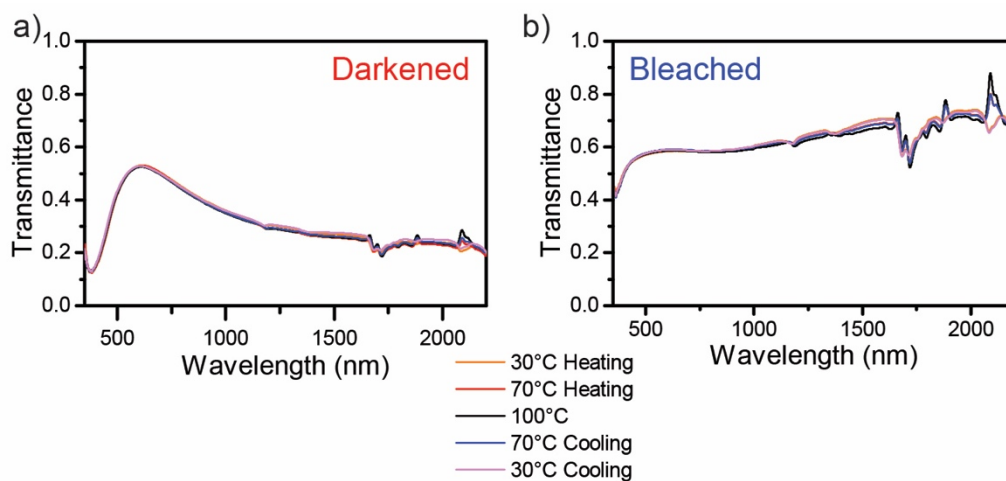 a)
Darkened
Transmittance
1.0
0.8
0.6
0.4
0.2
0.0
500
1000
1500
2000
Wavelength (nm)
b)
Bleached
Transmittance
1.0
0.8
0.6
0.4
0.2
0.0
500
1000
1500
2000
Wavelength (nm)
30°C Heating
70°C Heating
100°C
70°C Cooling
30°C Cooling